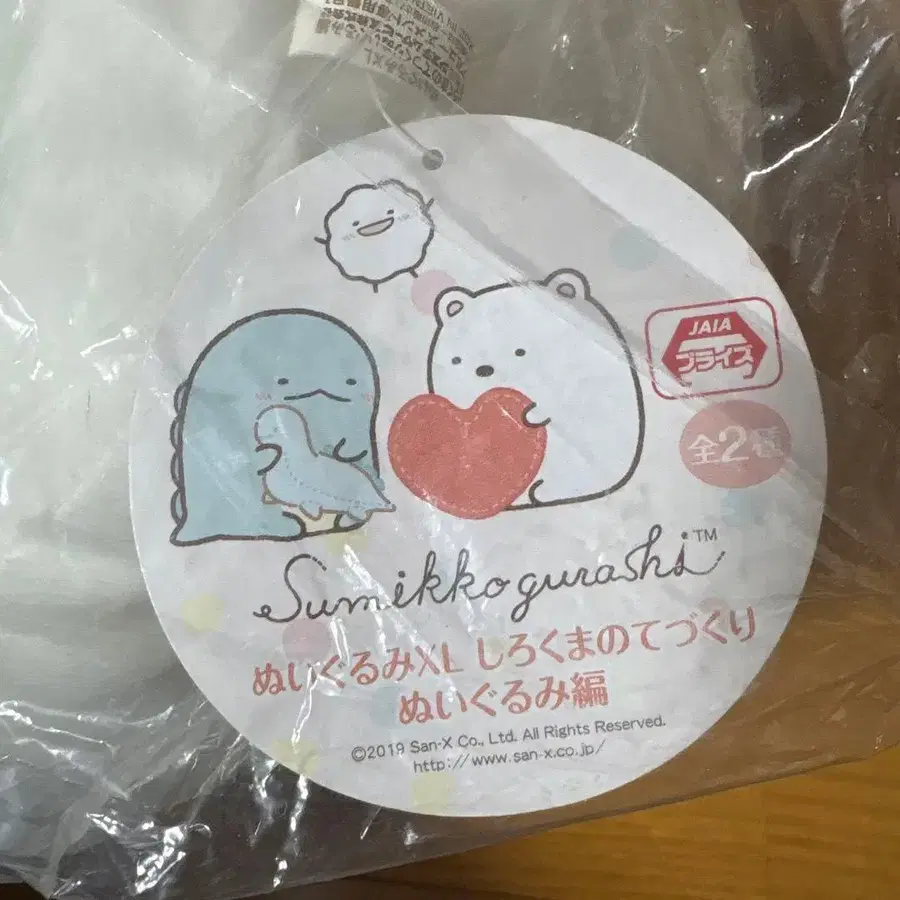 JAIA
プライズ
全2種
Sumikkogurashi™
ぬいぐるみXL しろくまのてづくり
ぬいぐるみ編
©2019 San-X Co., Ltd. All Rights Reserved.
http://www.san-x.co.jp/